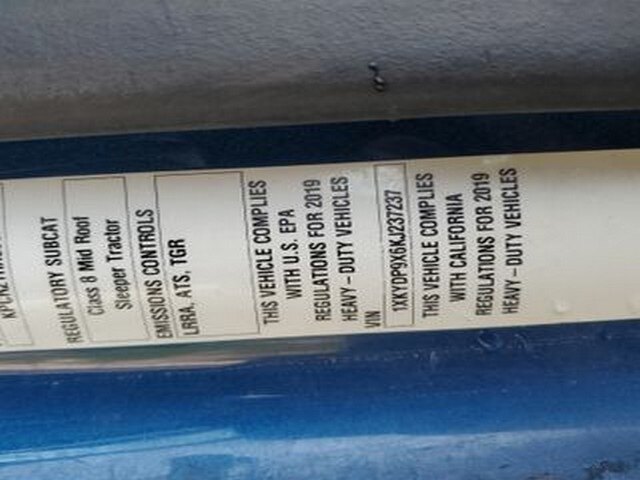 REGULATORY SUBCAT
Class 8 Mid Roof
Sleeper Tractor
EMISSIONS CONTROLS
LRRA, ATS, TGR
THIS VEHICLE COMPLIES
WITH U.S. EPA
REGULATIONS FOR 2019
HEAVY-DUTY VEHICLES
VIN
1XKYDP9X6KJ237237
THIS VEHICLE COMPLIES
WITH CALIFORNIA
REGULATIONS FOR 2019
HEAVY-DUTY VEHICLES